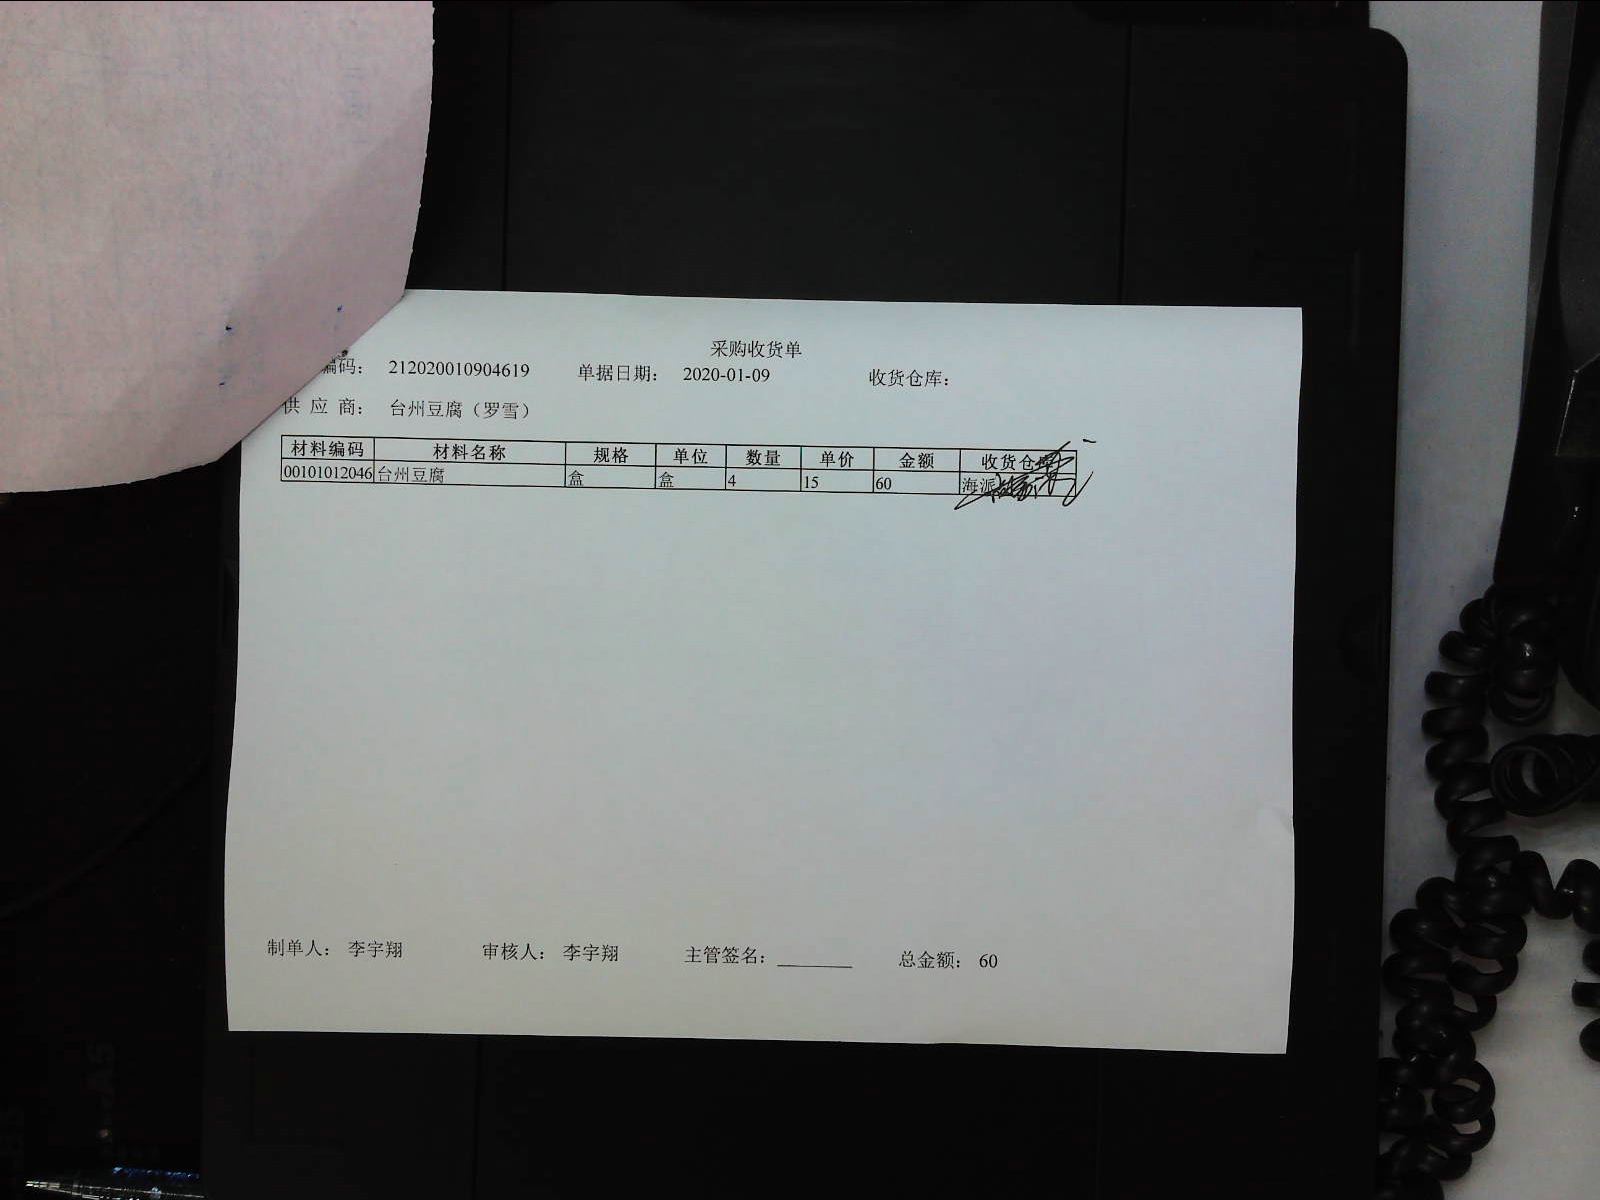 采购收货单
编码： 212020010904619 单据日期： 2020-01-09 收货仓库：
供 应 商： 台州豆腐（罗雪）
材料编码 材料名称 规格 单位 数量 单价 金额 收货仓库
00101012046 台州豆腐 盒 盒 4 15 60 海派
制单人： 李宇翔 审核人： 李宇翔 主管签名： 总金额： 60